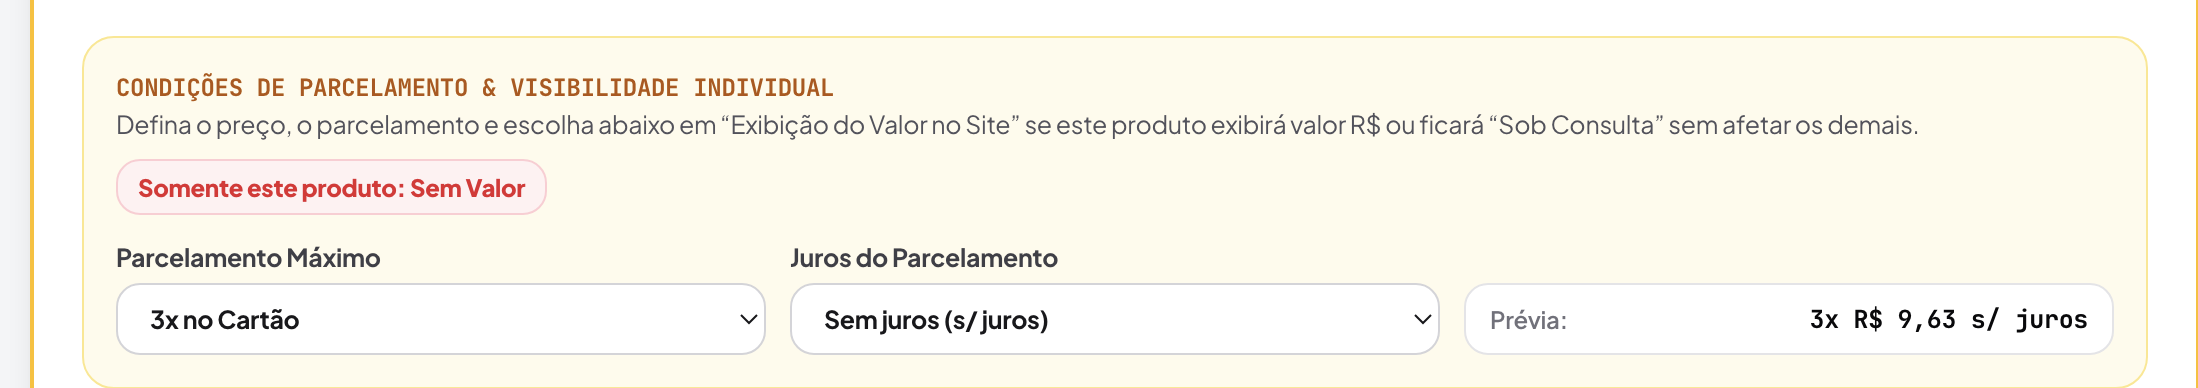 CONDIÇÕES DE PARCELAMENTO & VISIBILIDADE INDIVIDUAL
Defina o preço, o parcelamento e escolha abaixo em “Exibição do Valor no Site” se este produto exibirá valor R$ ou ficará “Sob Consulta” sem afetar os demais.
Somente este produto: Sem Valor
Parcelamento Máximo
Juros do Parcelamento
3x no Cartão
Sem juros (s/ juros)
Prévia: 3x R$ 9,63 s/ juros